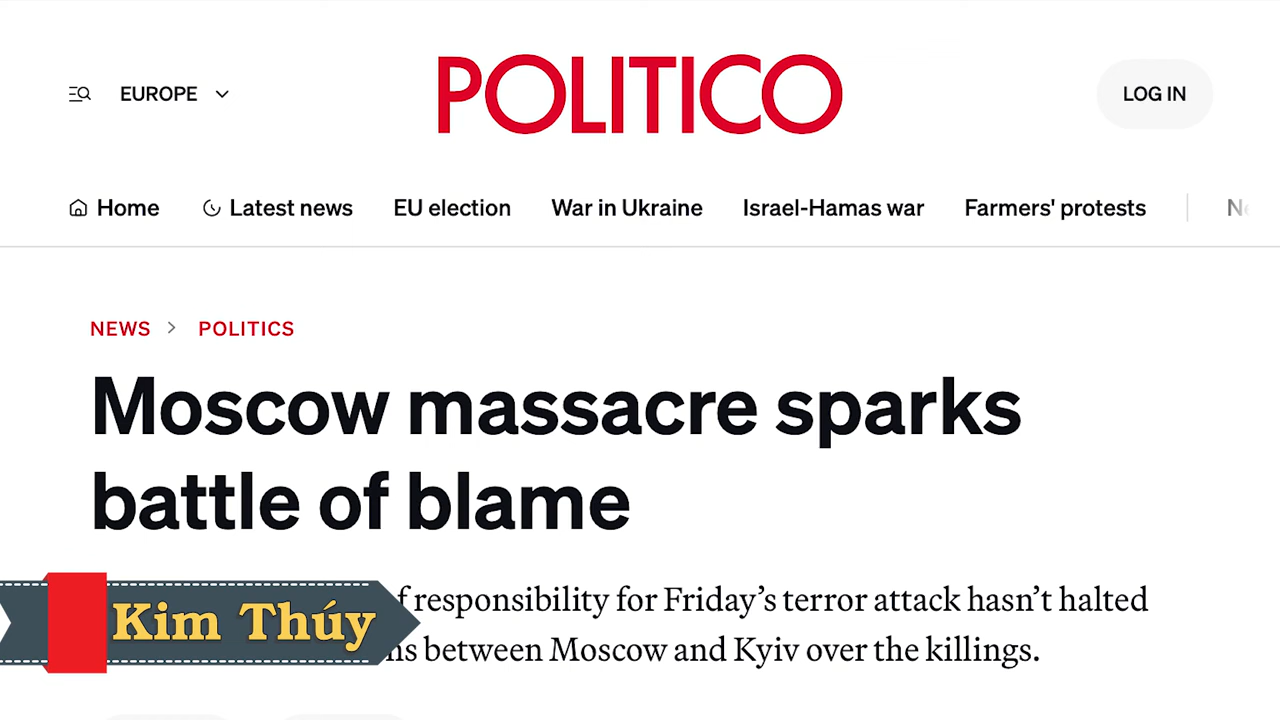 EUROPE
POLITICO
LOG IN
Home Latest news EU election War in Ukraine Israel-Hamas war Farmers' protests
NEWS > POLITICS
Moscow massacre sparks
battle of blame
f responsibility for Friday’s terror attack hasn’t halted
ns between Moscow and Kyiv over the killings.
Kim Thúy